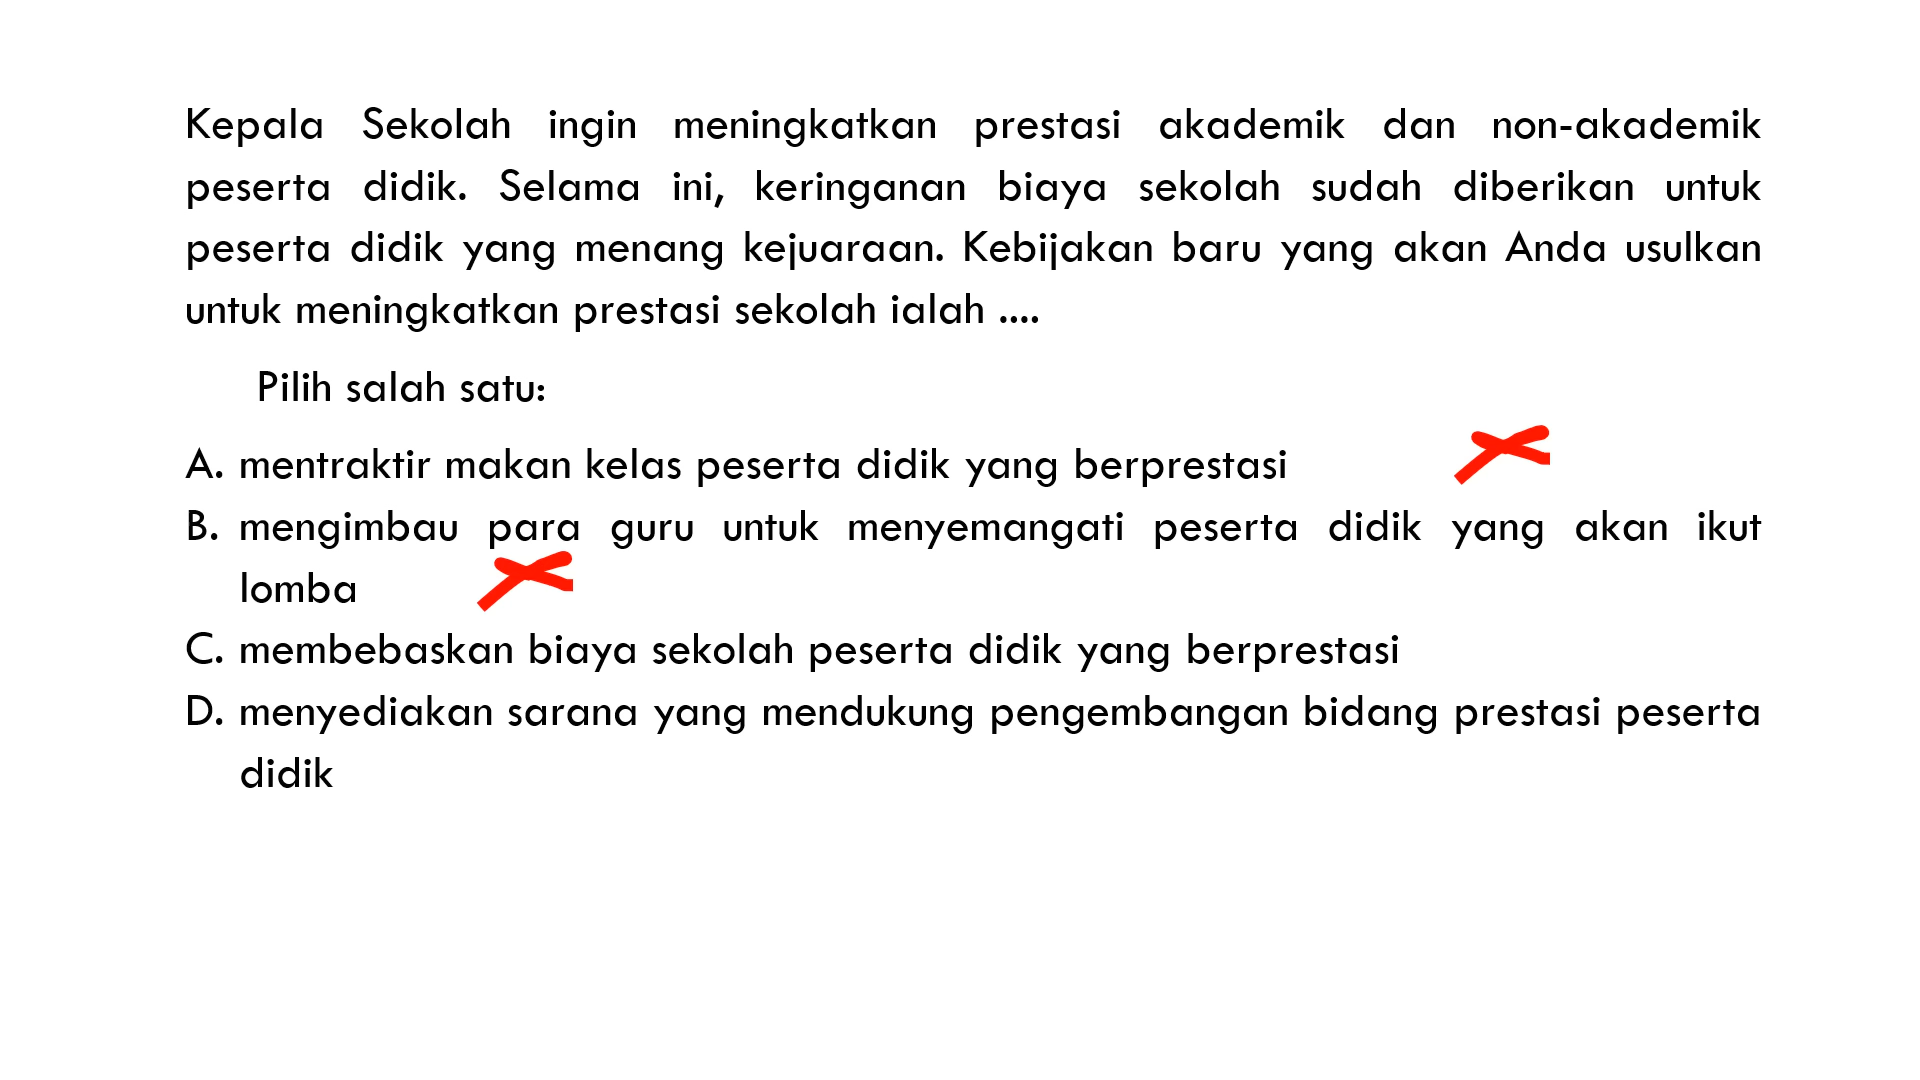 Kepala Sekolah ingin meningkatkan prestasi akademik dan non-akademik
peserta didik. Selama ini, keringanan biaya sekolah sudah diberikan untuk
peserta didik yang menang kejuaraan. Kebijakan baru yang akan Anda usulkan
untuk meningkatkan prestasi sekolah ialah ....
Pilih salah satu:
A. mentraktir makan kelas peserta didik yang berprestasi
B. mengimbau para guru untuk menyemangati peserta didik yang akan ikut
lomba
C. membebaskan biaya sekolah peserta didik yang berprestasi
D. menyediakan sarana yang mendukung pengembangan bidang prestasi peserta
didik